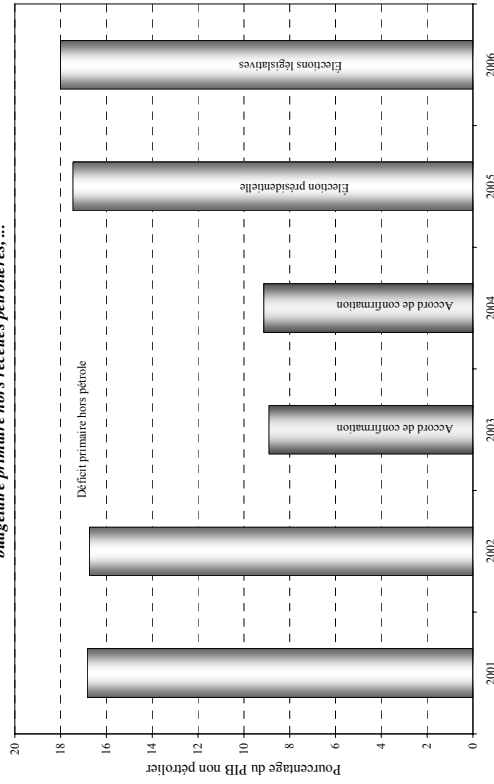 budgétaire primaire hors recettes pétrolières, ...
Pourcentage du PIB non pétrolier
20
18
16
14
12
10
8
6
4
2
0
Déficit primaire hors pétrole
Accord de confirmation
Accord de confirmation
Élection présidentielle
Élections législatives
2001
2002
2003
2004
2005
2006